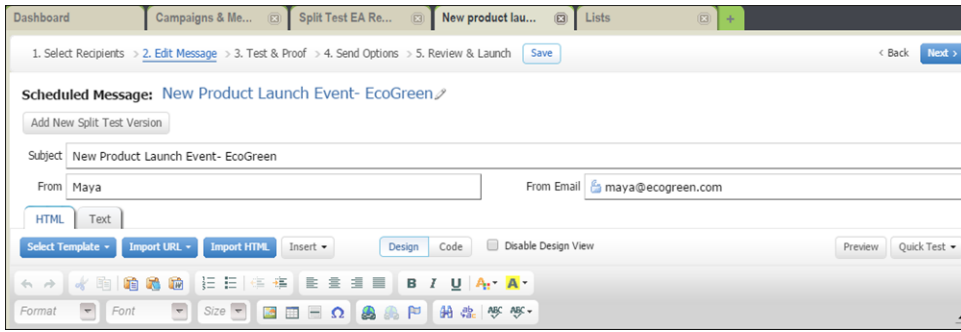 Dashboard Campaigns & Me... Split Test EA Re... New product lau... Lists +
1. Select Recipients > 2. Edit Message > 3. Test & Proof > 4. Send Options > 5. Review & Launch Save < Back Next >
Scheduled Message: New Product Launch Event- EcoGreen
Add New Split Test Version
Subject New Product Launch Event- EcoGreen
From Maya From Email maya@ecogreen.com
HTML Text
Select Template Import URL Import HTML Insert Design Code Disable Design View Preview Quick Test
B I U A A
Format Font Size Ω ab ABC ABC